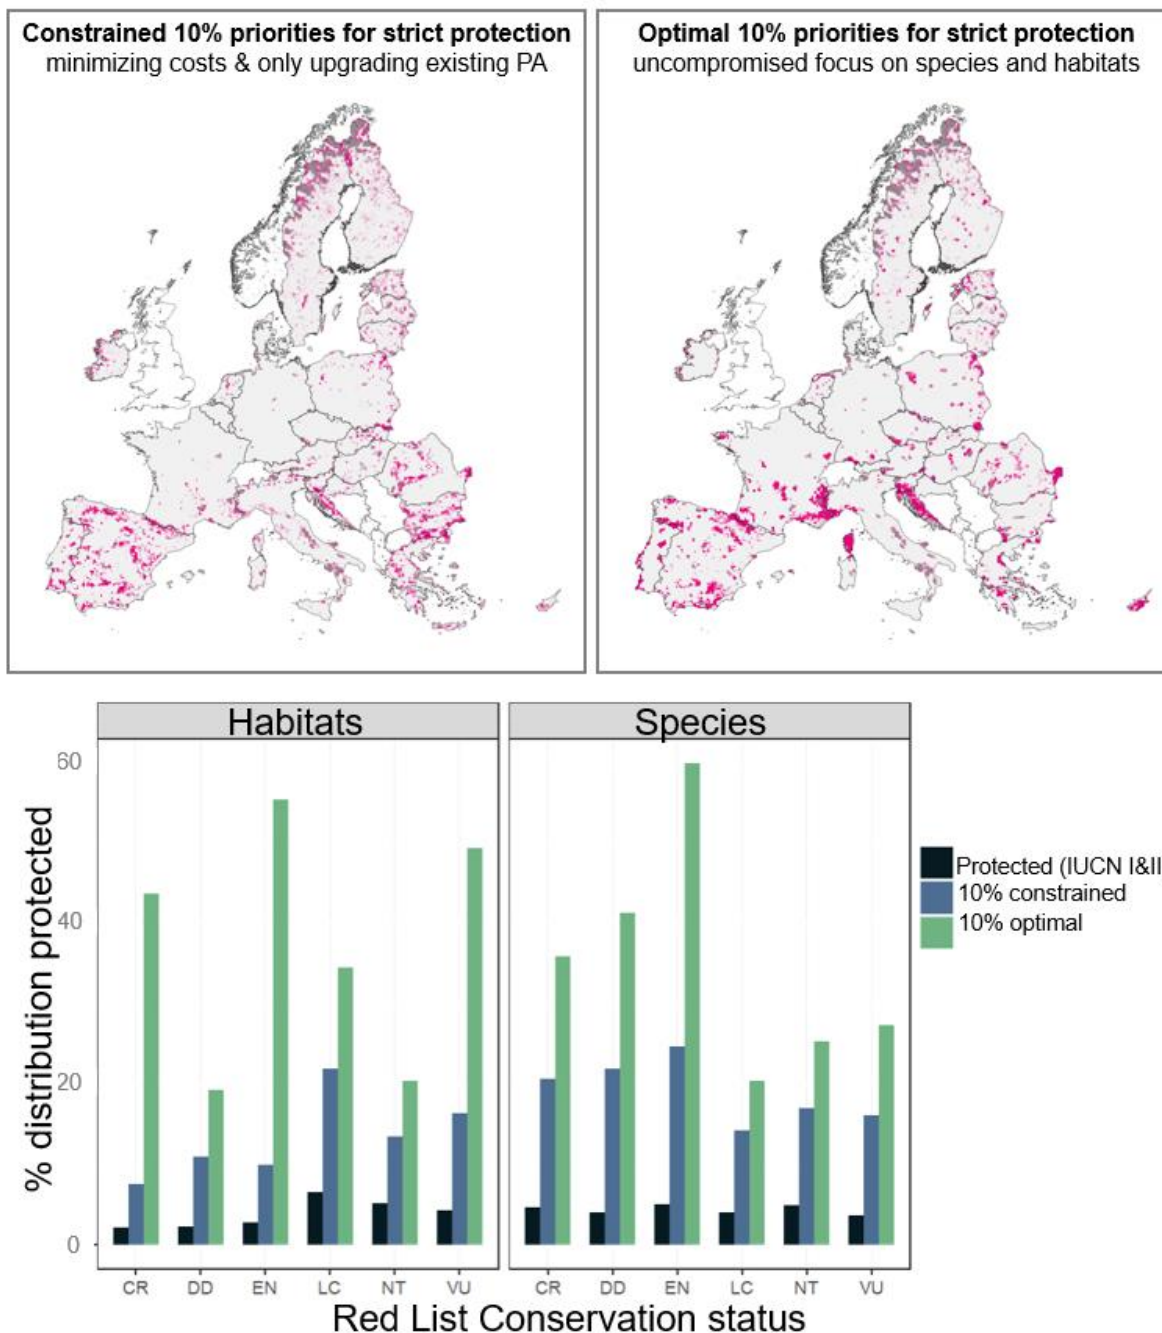 Constrained 10% priorities for strict protection
minimizing costs & only upgrading existing PA
Optimal 10% priorities for strict protection
uncompromised focus on species and habitats
Habitats
Species
60
40
20
0
% distribution protected
Protected (IUCN I&II
10% constrained
10% optimal
CR DD EN LC NT VU
CR DD EN LC NT VU
Red List Conservation status